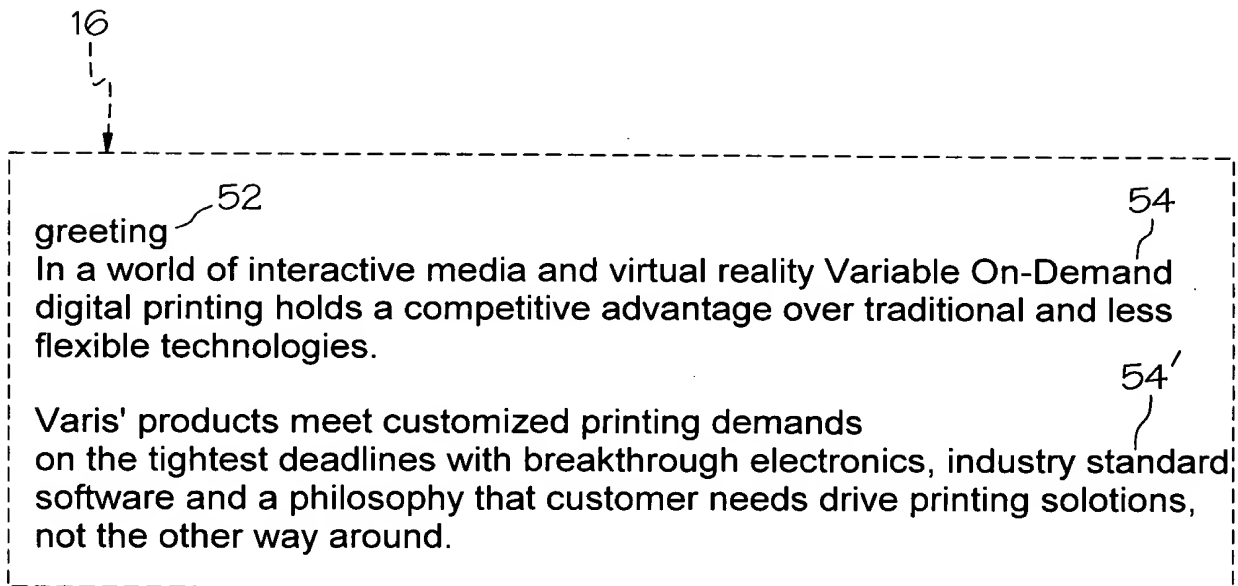 16
52
54
greeting
In a world of interactive media and virtual reality Variable On-Demand
digital printing holds a competitive advantage over traditional and less
flexible technologies.
54'
Varis' products meet customized printing demands
on the tightest deadlines with breakthrough electronics, industry standard
software and a philosophy that customer needs drive printing solotions,
not the other way around.